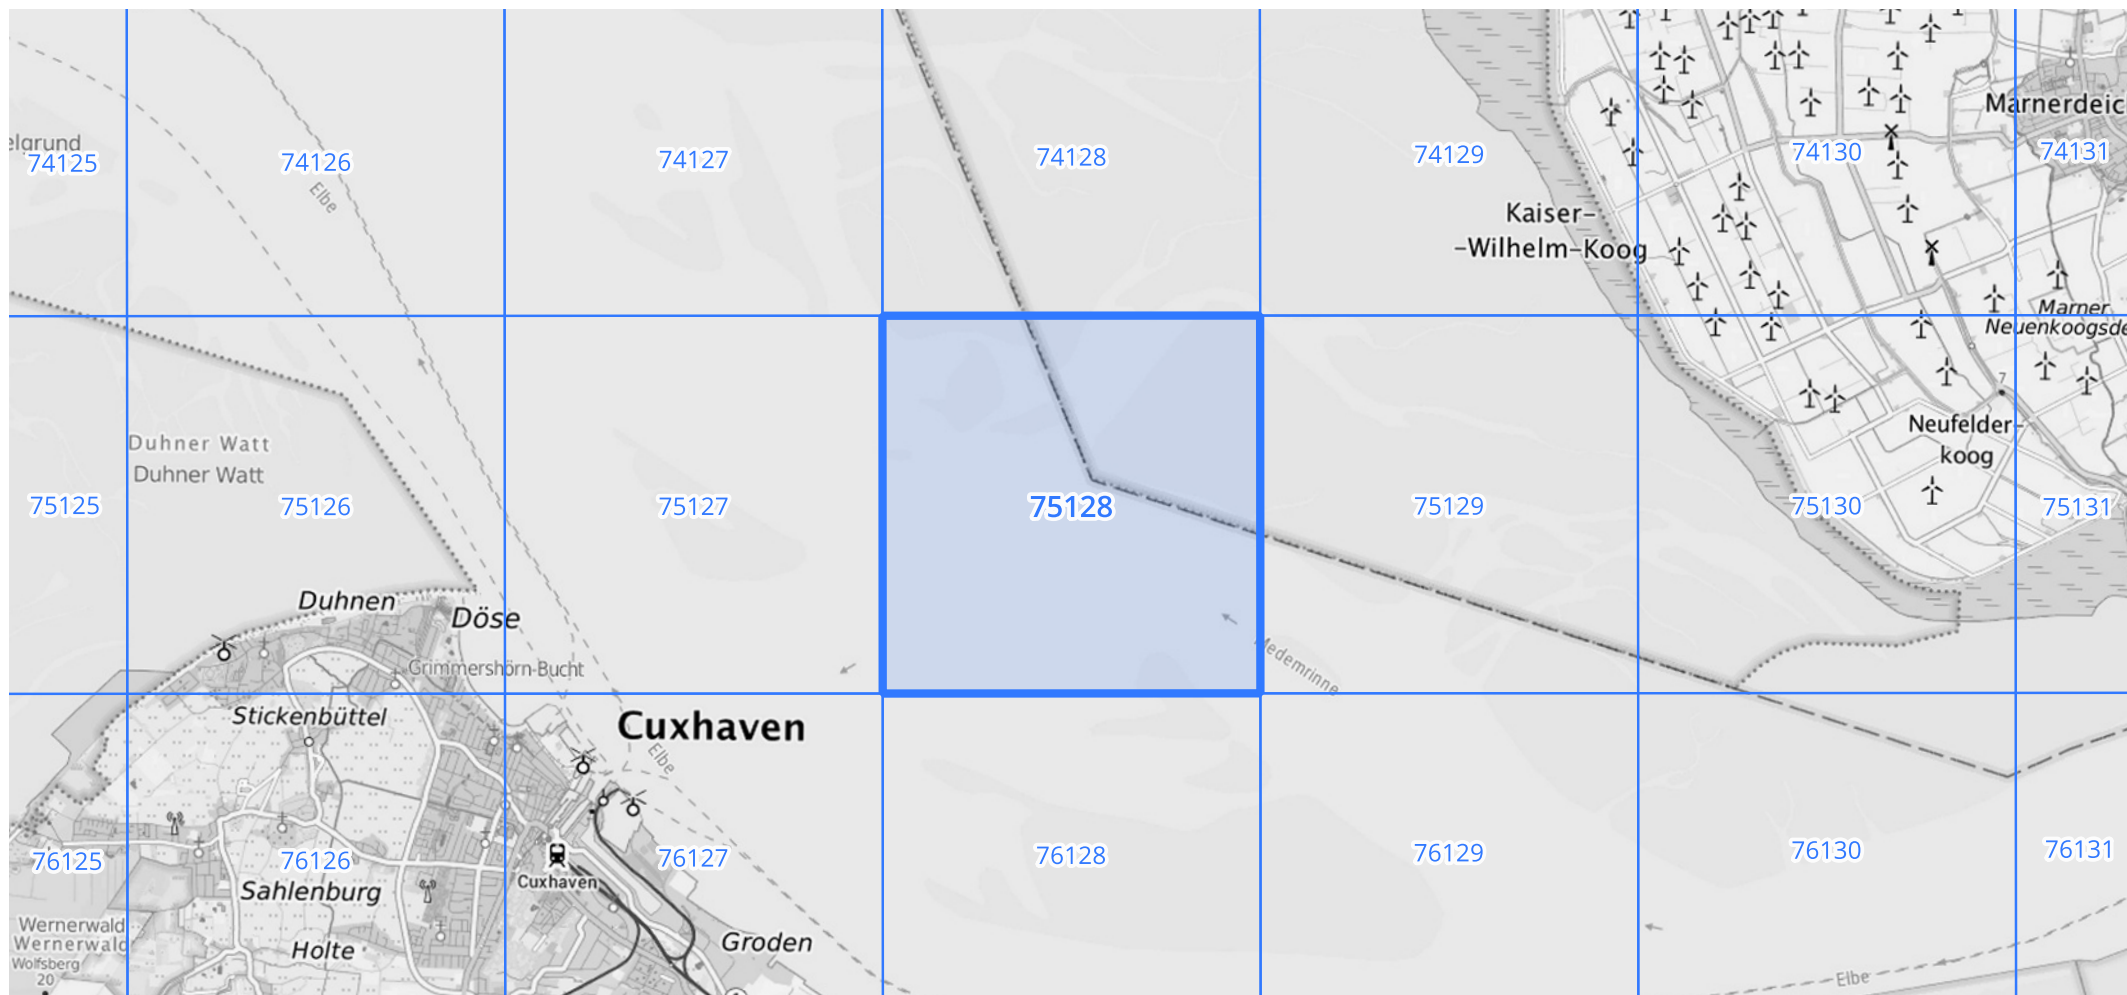 elgrund
74125
74126
74127
74128
74129
74130
74131
Marnerdeic
Elbe
Kaiser-
-Wilhelm-Koog
Marner
Neuenkoogsde
Duhner Watt
Duhner Watt
7
Neufelder-
koog
75125
75126
75127
75128
75129
75130
75131
Duhnen
Döse
Grimmershörn-Bucht
Medemrinne
Stickenbüttel
Cuxhaven
Elbe
76125
76126
76127
76128
76129
76130
76131
Cuxhaven
Sahlenburg
Wernerwald
Wernerwald
Wolfsberg
20
Holte
Groden
Elbe